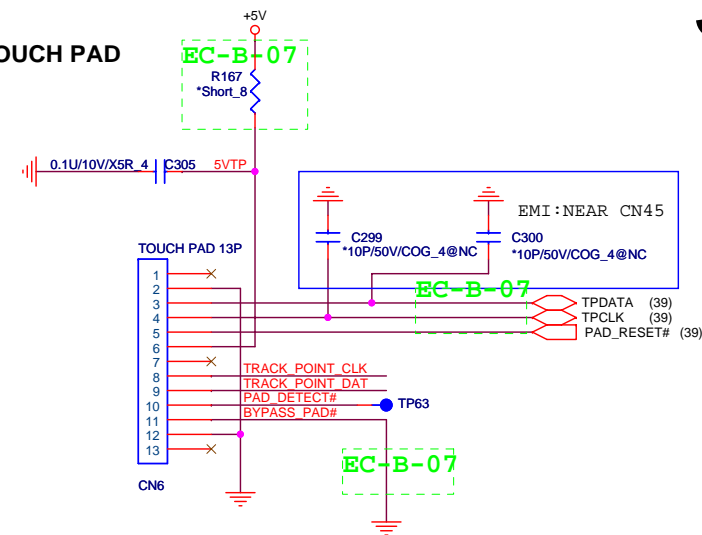 +5V
OUCH PAD
EC-B-07
R167
*Short_8
0.1U/10V/X5R_4
C305
5VTP
EMI:NEAR CN45
C299
*10P/50V/COG_4@NC
C300
*10P/50V/COG_4@NC
TOUCH PAD 13P
EC-B-07
1
2
3
TPDATA (39)
4
TPCLK (39)
5
PAD_RESET# (39)
6
7
8
TRACK_POINT_CLK
9
TRACK_POINT_DAT
10
PAD_DETECT#
TP63
11
BYPASS_PAD#
12
13
EC-B-07
CN6